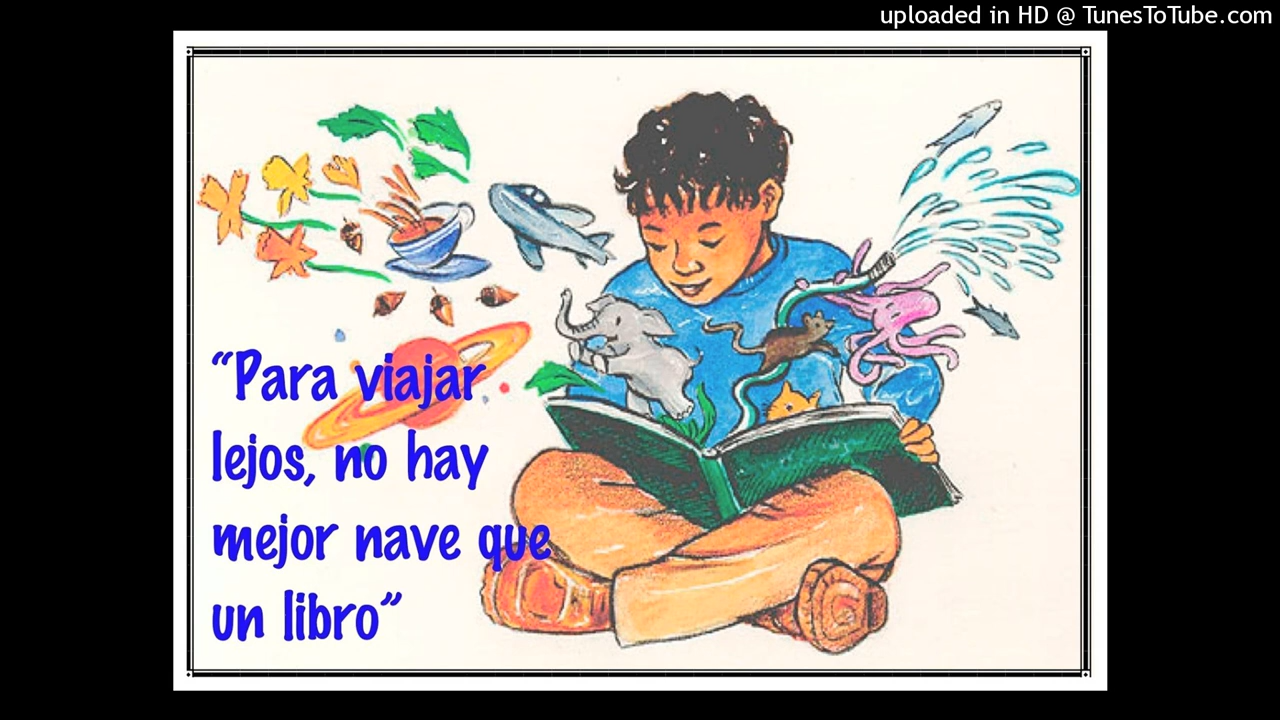 uploaded in HD @ TunesToTube.com
“Para viajar
lejos, no hay
mejor nave que
un libro”